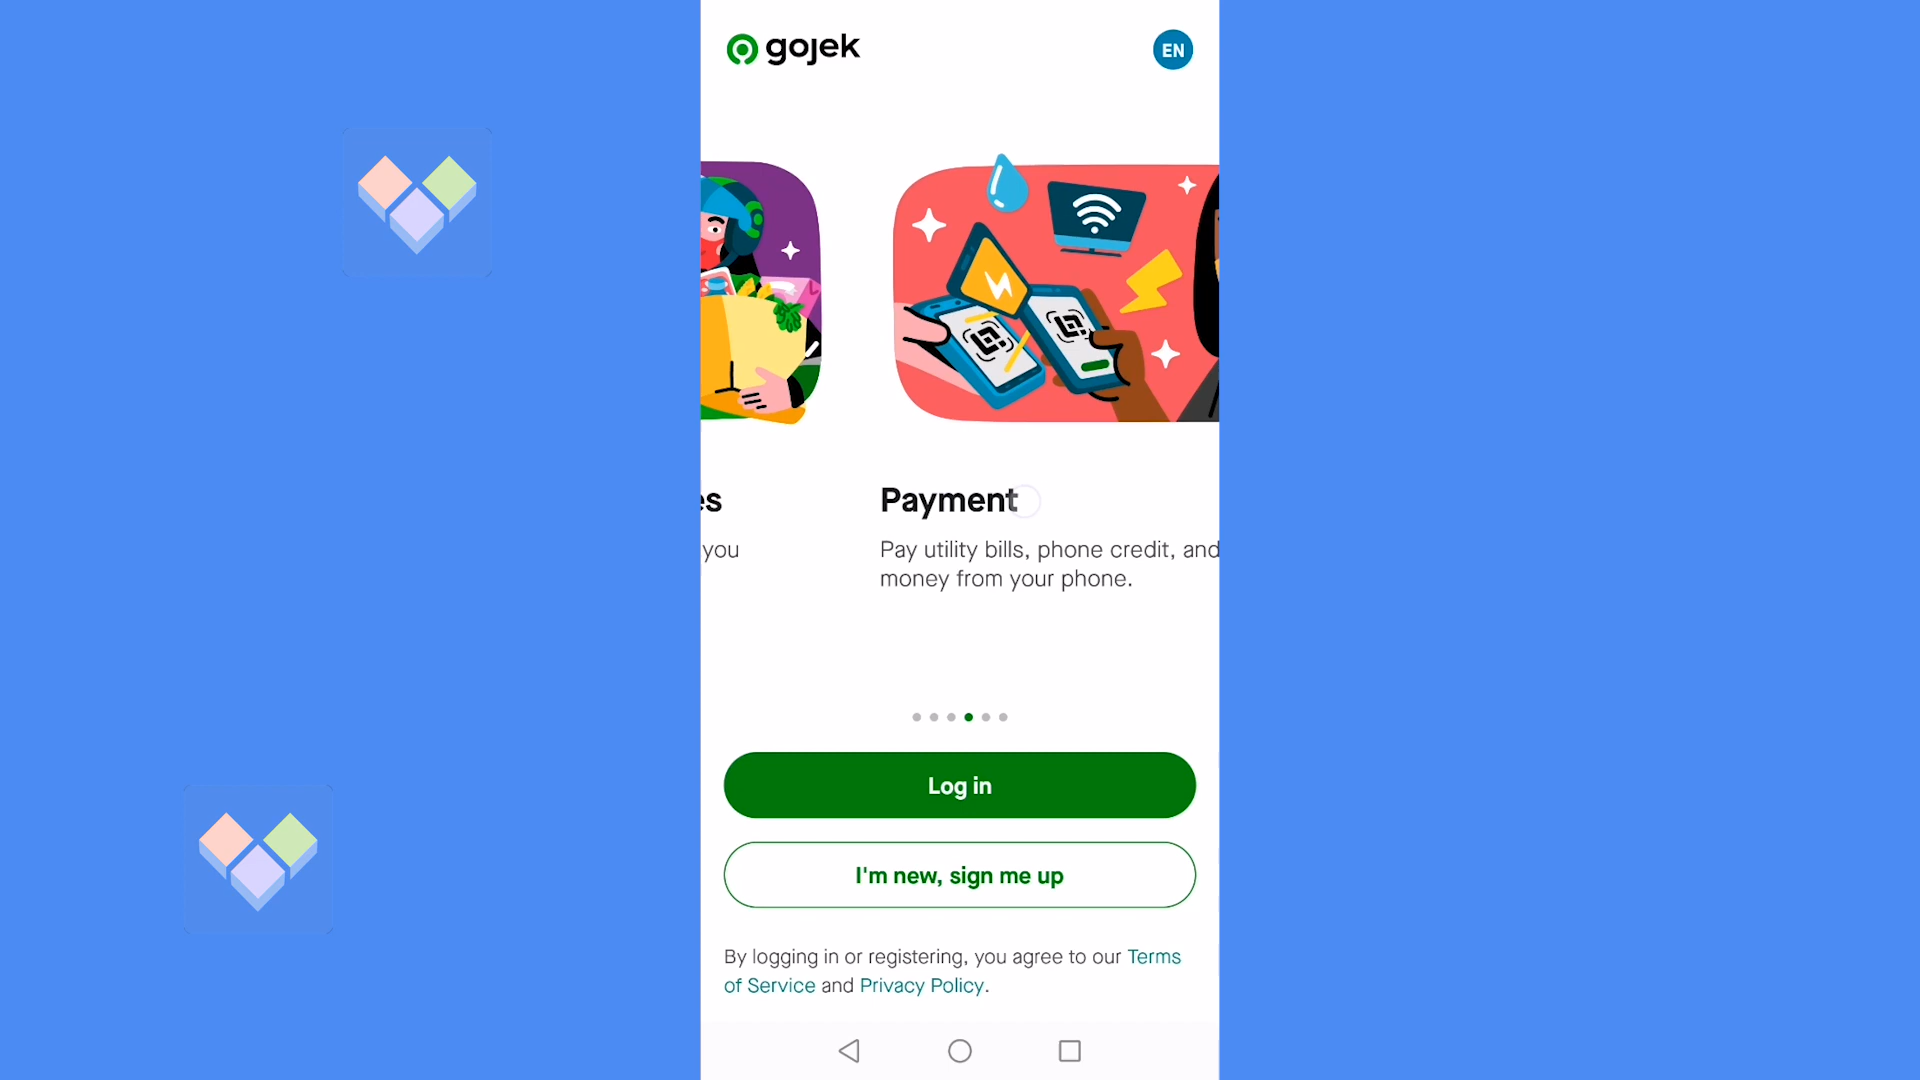 gojek
EN
es
Payment
you
Pay utility bills, phone credit, and
money from your phone.
Log in
I'm new, sign me up
By logging in or registering, you agree to our Terms
of Service and Privacy Policy.